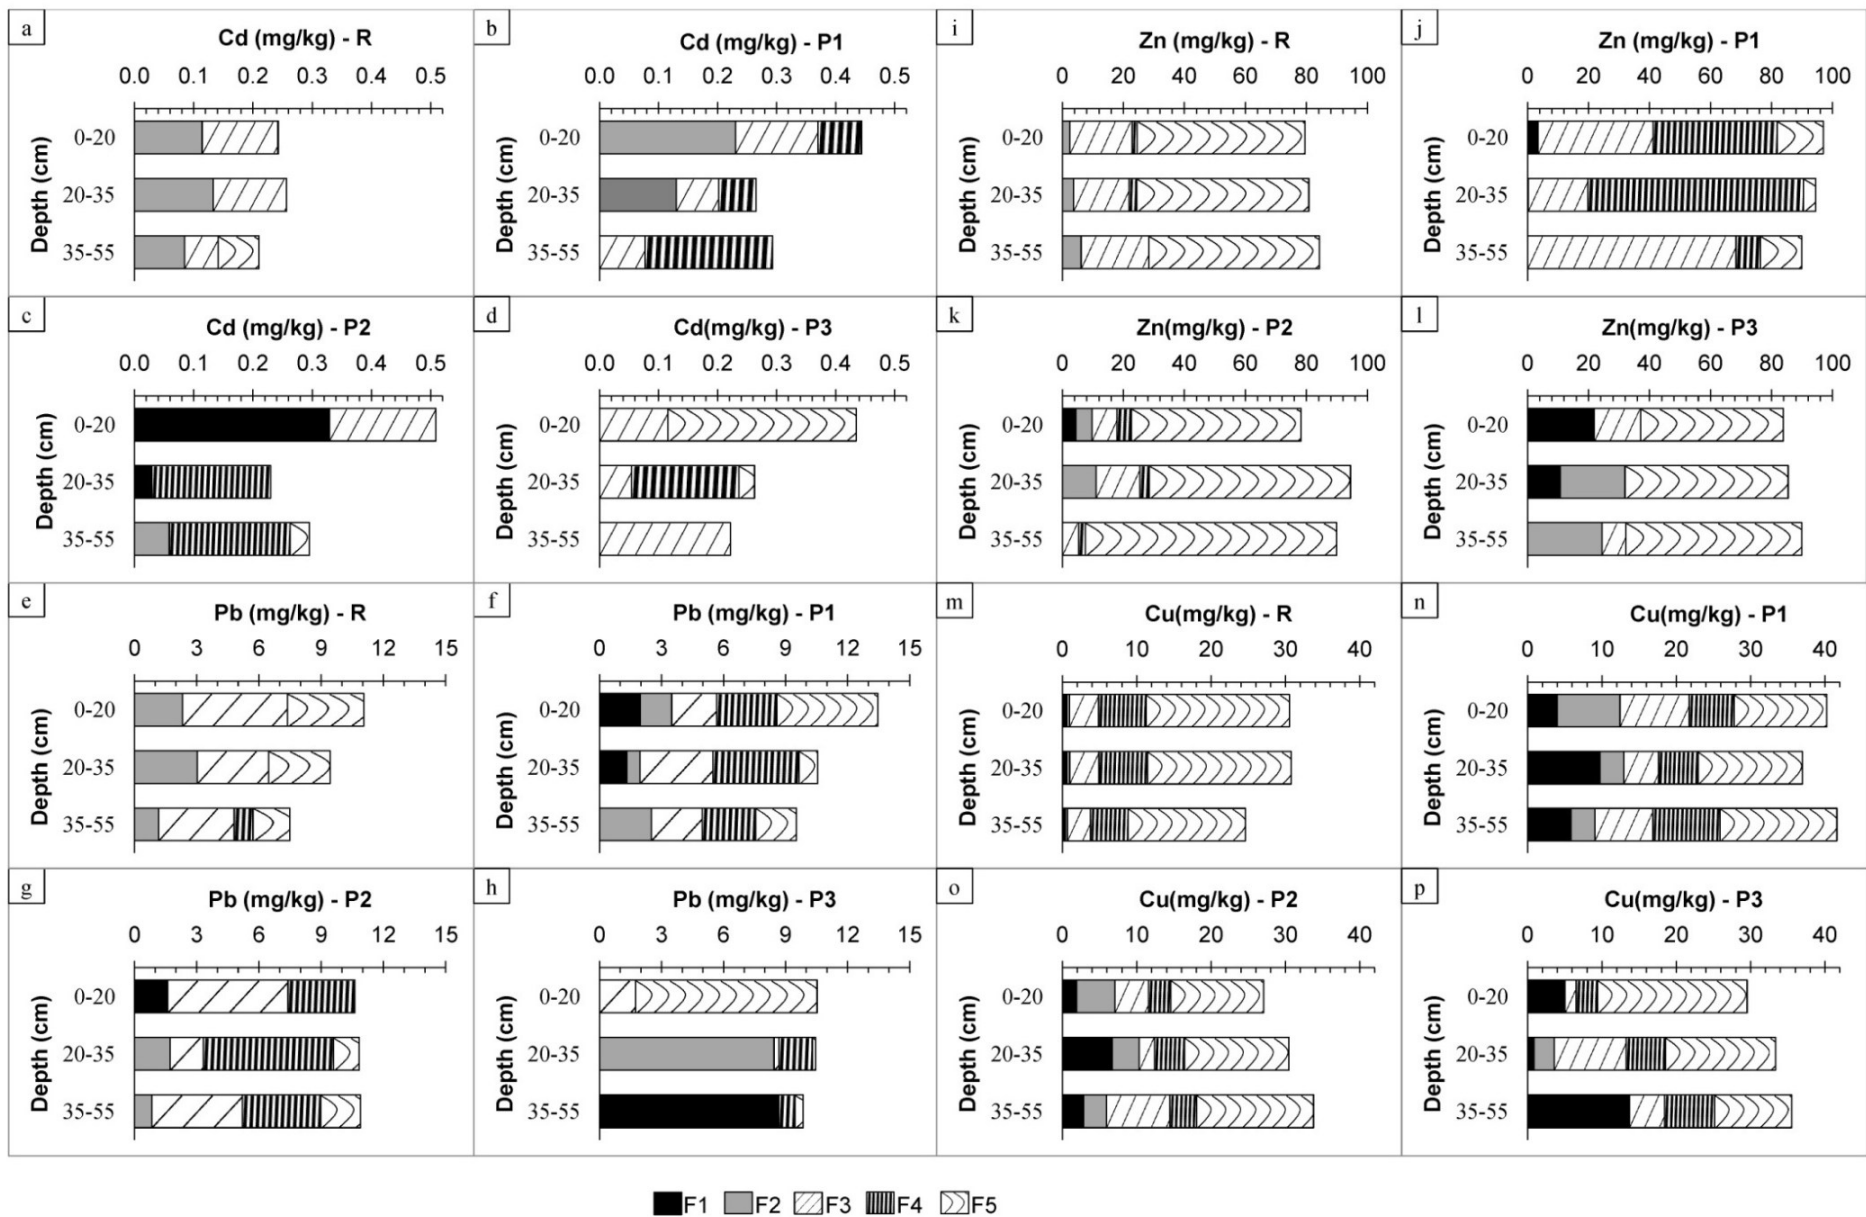 a
Cd (mg/kg) - R
0.0 0.1 0.2 0.3 0.4 0.5
Depth (cm)
0-20
20-35
35-55
b
Cd (mg/kg) - P1
0.0 0.1 0.2 0.3 0.4 0.5
Depth (cm)
0-20
20-35
35-55
i
Zn (mg/kg) - R
0 20 40 60 80 100
Depth (cm)
0-20
20-35
35-55
j
Zn (mg/kg) - P1
0 20 40 60 80 100
Depth (cm)
0-20
20-35
35-55
c
Cd (mg/kg) - P2
0.0 0.1 0.2 0.3 0.4 0.5
Depth (cm)
0-20
20-35
35-55
d
Cd(mg/kg) - P3
0.0 0.1 0.2 0.3 0.4 0.5
Depth (cm)
0-20
20-35
35-55
k
Zn(mg/kg) - P2
0 20 40 60 80 100
Depth (cm)
0-20
20-35
35-55
l
Zn(mg/kg) - P3
0 20 40 60 80 100
Depth (cm)
0-20
20-35
35-55
e
Pb (mg/kg) - R
0 3 6 9 12 15
Depth (cm)
0-20
20-35
35-55
f
Pb (mg/kg) - P1
0 3 6 9 12 15
Depth (cm)
0-20
20-35
35-55
m
Cu(mg/kg) - R
0 10 20 30 40
Depth (cm)
0-20
20-35
35-55
n
Cu(mg/kg) - P1
0 10 20 30 40
Depth (cm)
0-20
20-35
35-55
g
Pb (mg/kg) - P2
0 3 6 9 12 15
Depth (cm)
0-20
20-35
35-55
h
Pb (mg/kg) - P3
0 3 6 9 12 15
Depth (cm)
0-20
20-35
35-55
o
Cu(mg/kg) - P2
0 10 20 30 40
Depth (cm)
0-20
20-35
35-55
p
Cu(mg/kg) - P3
0 10 20 30 40
Depth (cm)
0-20
20-35
35-55
F1 F2 F3 F4 F5